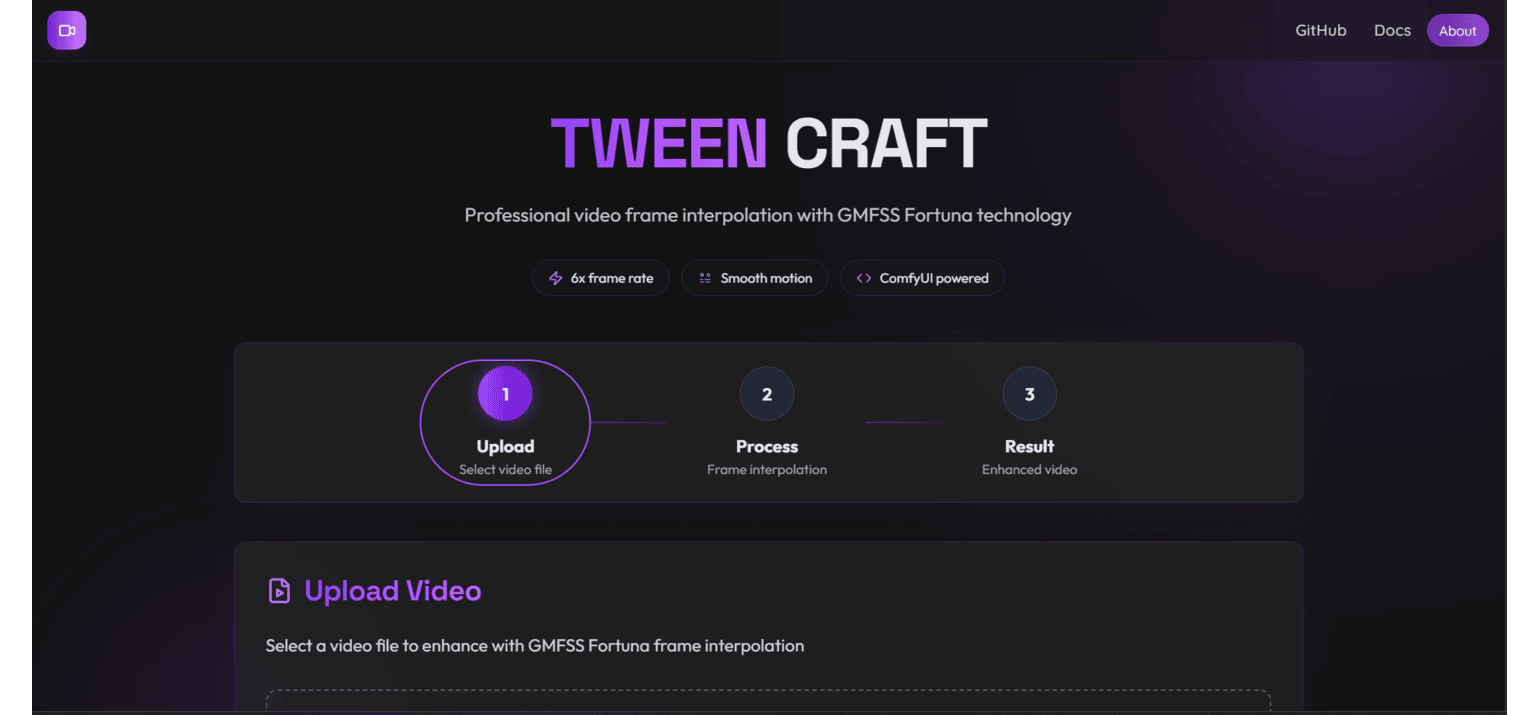 GitHub Docs About
TWEEN CRAFT
Professional video frame interpolation with GMFSS Fortuna technology
6x frame rate Smooth motion ComfyUI powered
1 2 3
Upload Process Result
Select video file Frame interpolation Enhanced video
Upload Video
Select a video file to enhance with GMFSS Fortuna frame interpolation